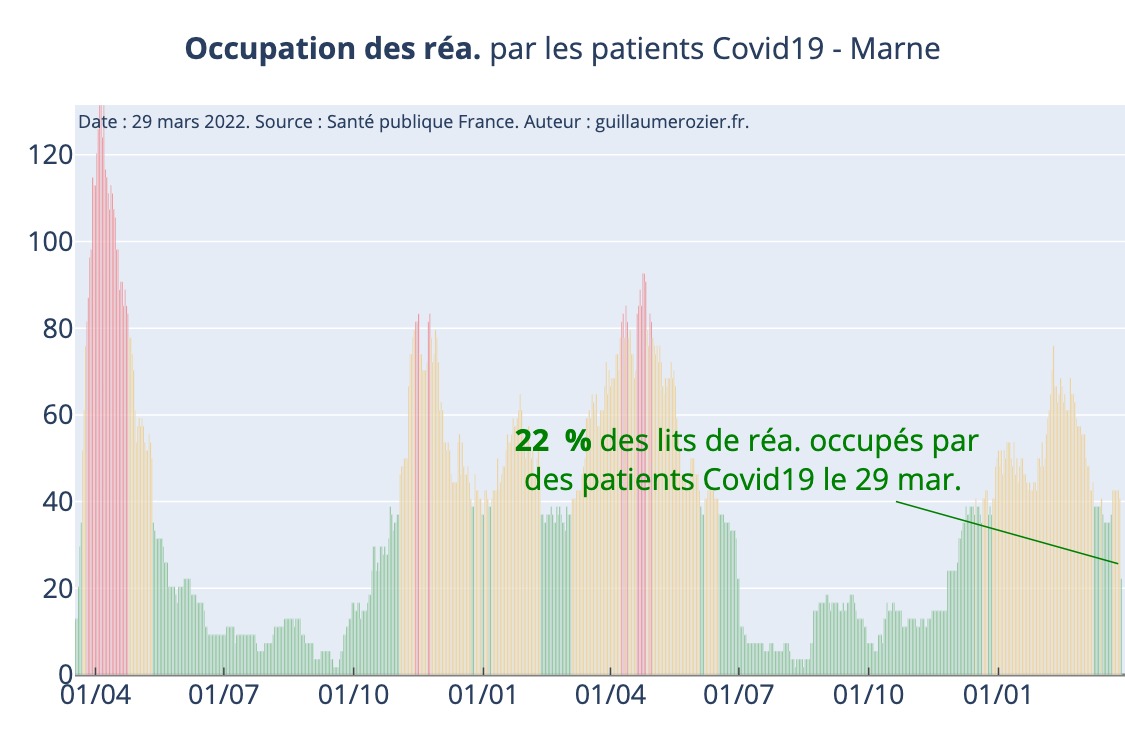 Occupation des réa. par les patients Covid19 - Marne
Date : 29 mars 2022. Source : Santé publique France. Auteur : guillaumerozier.fr.
120
100
80
60
40
20
0
22 % des lits de réa. occupés par
des patients Covid19 le 29 mar.
01/04 01/07 01/10 01/01 01/04 01/07 01/10 01/01